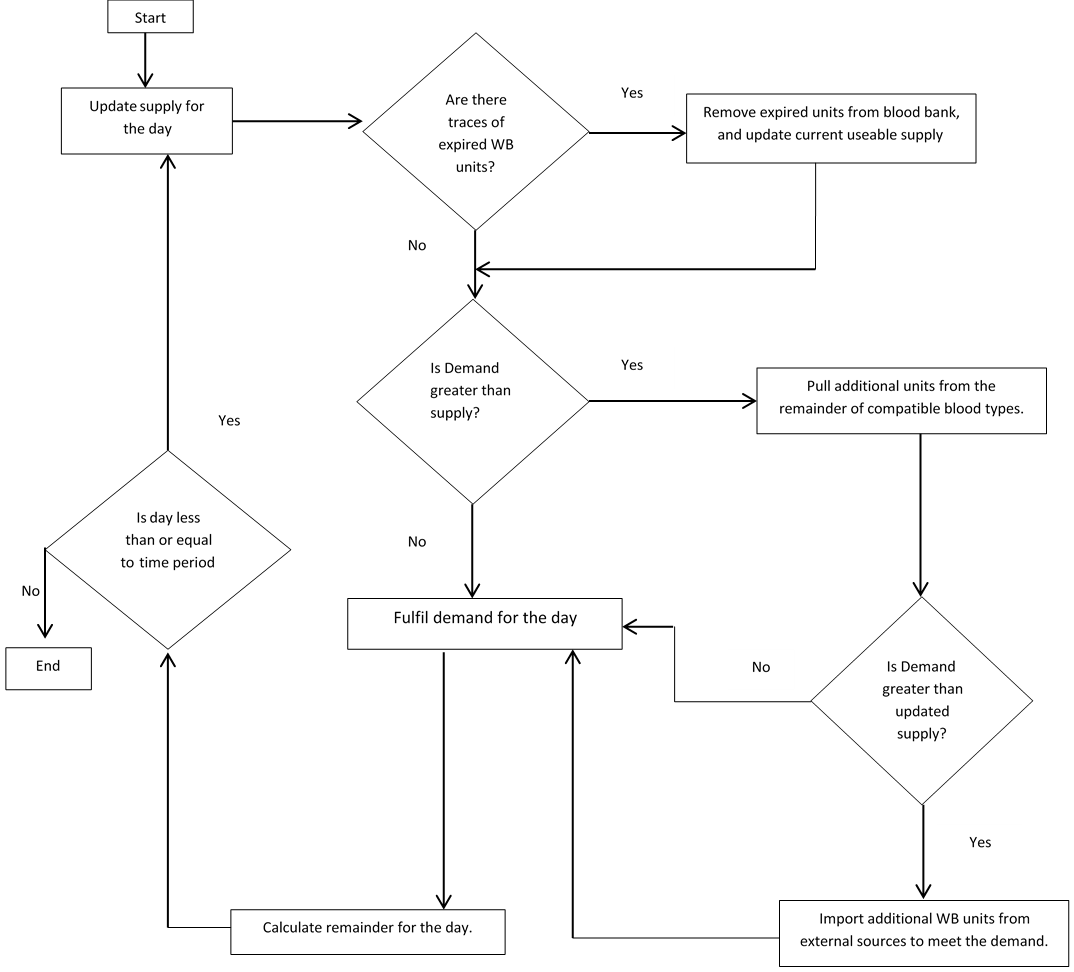 Start
Update supply for
the day
Are there
traces of
expired WB
units?
Yes
Remove expired units from blood bank,
and update current useable supply
No
Is Demand
greater than
supply?
Yes
Pull additional units from the
remainder of compatible blood types.
Yes
Is day less
than or equal
to time period
No
No
End
Fulfil demand for the day
No
Is Demand
greater than
updated
supply?
Yes
Calculate remainder for the day.
Import additional WB units from
external sources to meet the demand.